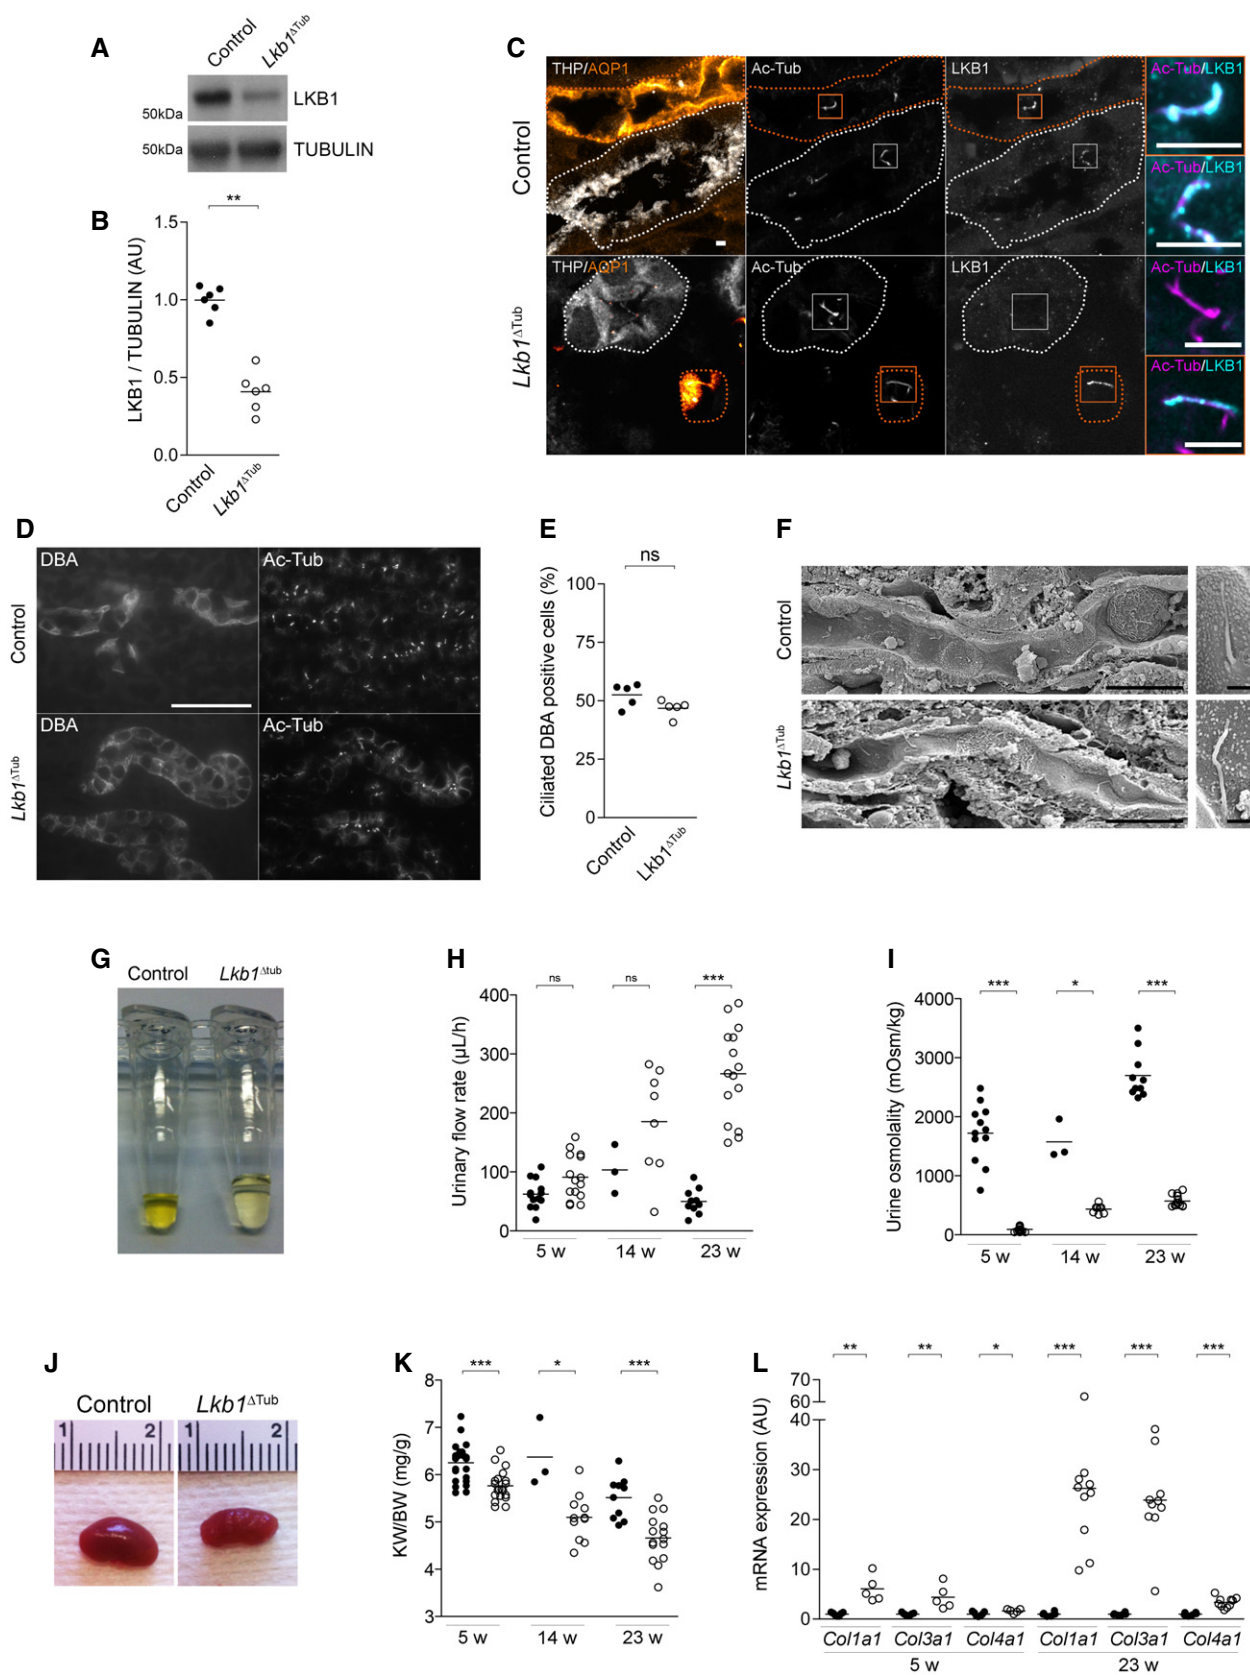 A
Control
Lkb1ΔTub
LKB1
50kDa
50kDa
TUBULIN
B
**
LKB1 / TUBULIN (AU)
1.5
1.0
0.5
0.0
Control
Lkb1ΔTub
C
Control
Lkb1ΔTub
THP/AQP1
Ac-Tub
LKB1
Ac-Tub/LKB1
Ac-Tub/LKB1
THP/AQP1
Ac-Tub
LKB1
Ac-Tub/LKB1
Ac-Tub/LKB1
D
Control
Lkb1ΔTub
DBA
Ac-Tub
DBA
Ac-Tub
E
ns
Ciliated DBA positive cells (%)
100
75
50
25
0
Control
Lkb1ΔTub
F
Control
Lkb1ΔTub
G
Control
Lkb1Δtub
H
ns
ns
***
Urinary flow rate (µL/h)
400
300
200
100
0
5 w
14 w
23 w
I
***
*
***
Urine osmolality (mOsm/kg)
4000
3000
2000
1000
0
5 w
14 w
23 w
J
Control
Lkb1ΔTub
1
2
1
2
K
***
*
***
KW/BW (mg/g)
8
7
6
5
4
3
5 w
14 w
23 w
L
**
**
*
***
***
***
mRNA expression (AU)
70
60
40
30
20
10
0
Col1a1
Col3a1
Col4a1
Col1a1
Col3a1
Col4a1
5 w
23 w